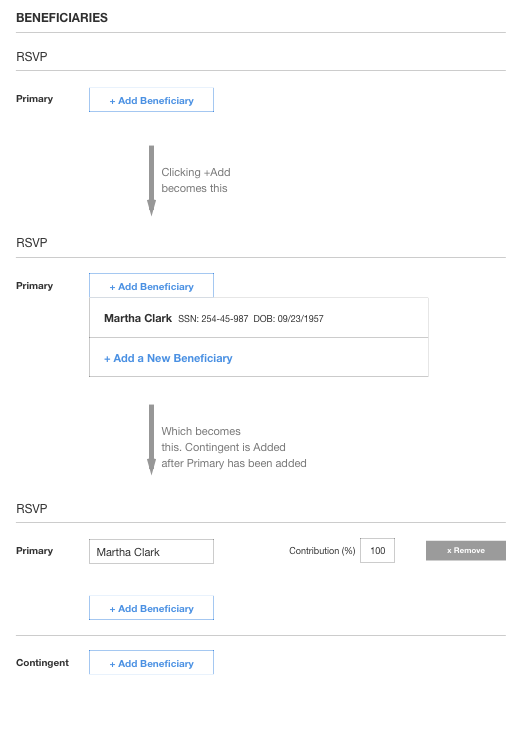 BENEFICIARIES
RSVP
Primary + Add Beneficiary
Clicking +Add
becomes this
RSVP
Primary + Add Beneficiary
Martha Clark SSN: 254-45-987 DOB: 09/23/1957
+ Add a New Beneficiary
Which becomes
this. Contingent is Added
after Primary has been added
RSVP
Primary Martha Clark Contribution (%) 100 x Remove
+ Add Beneficiary
Contingent + Add Beneficiary